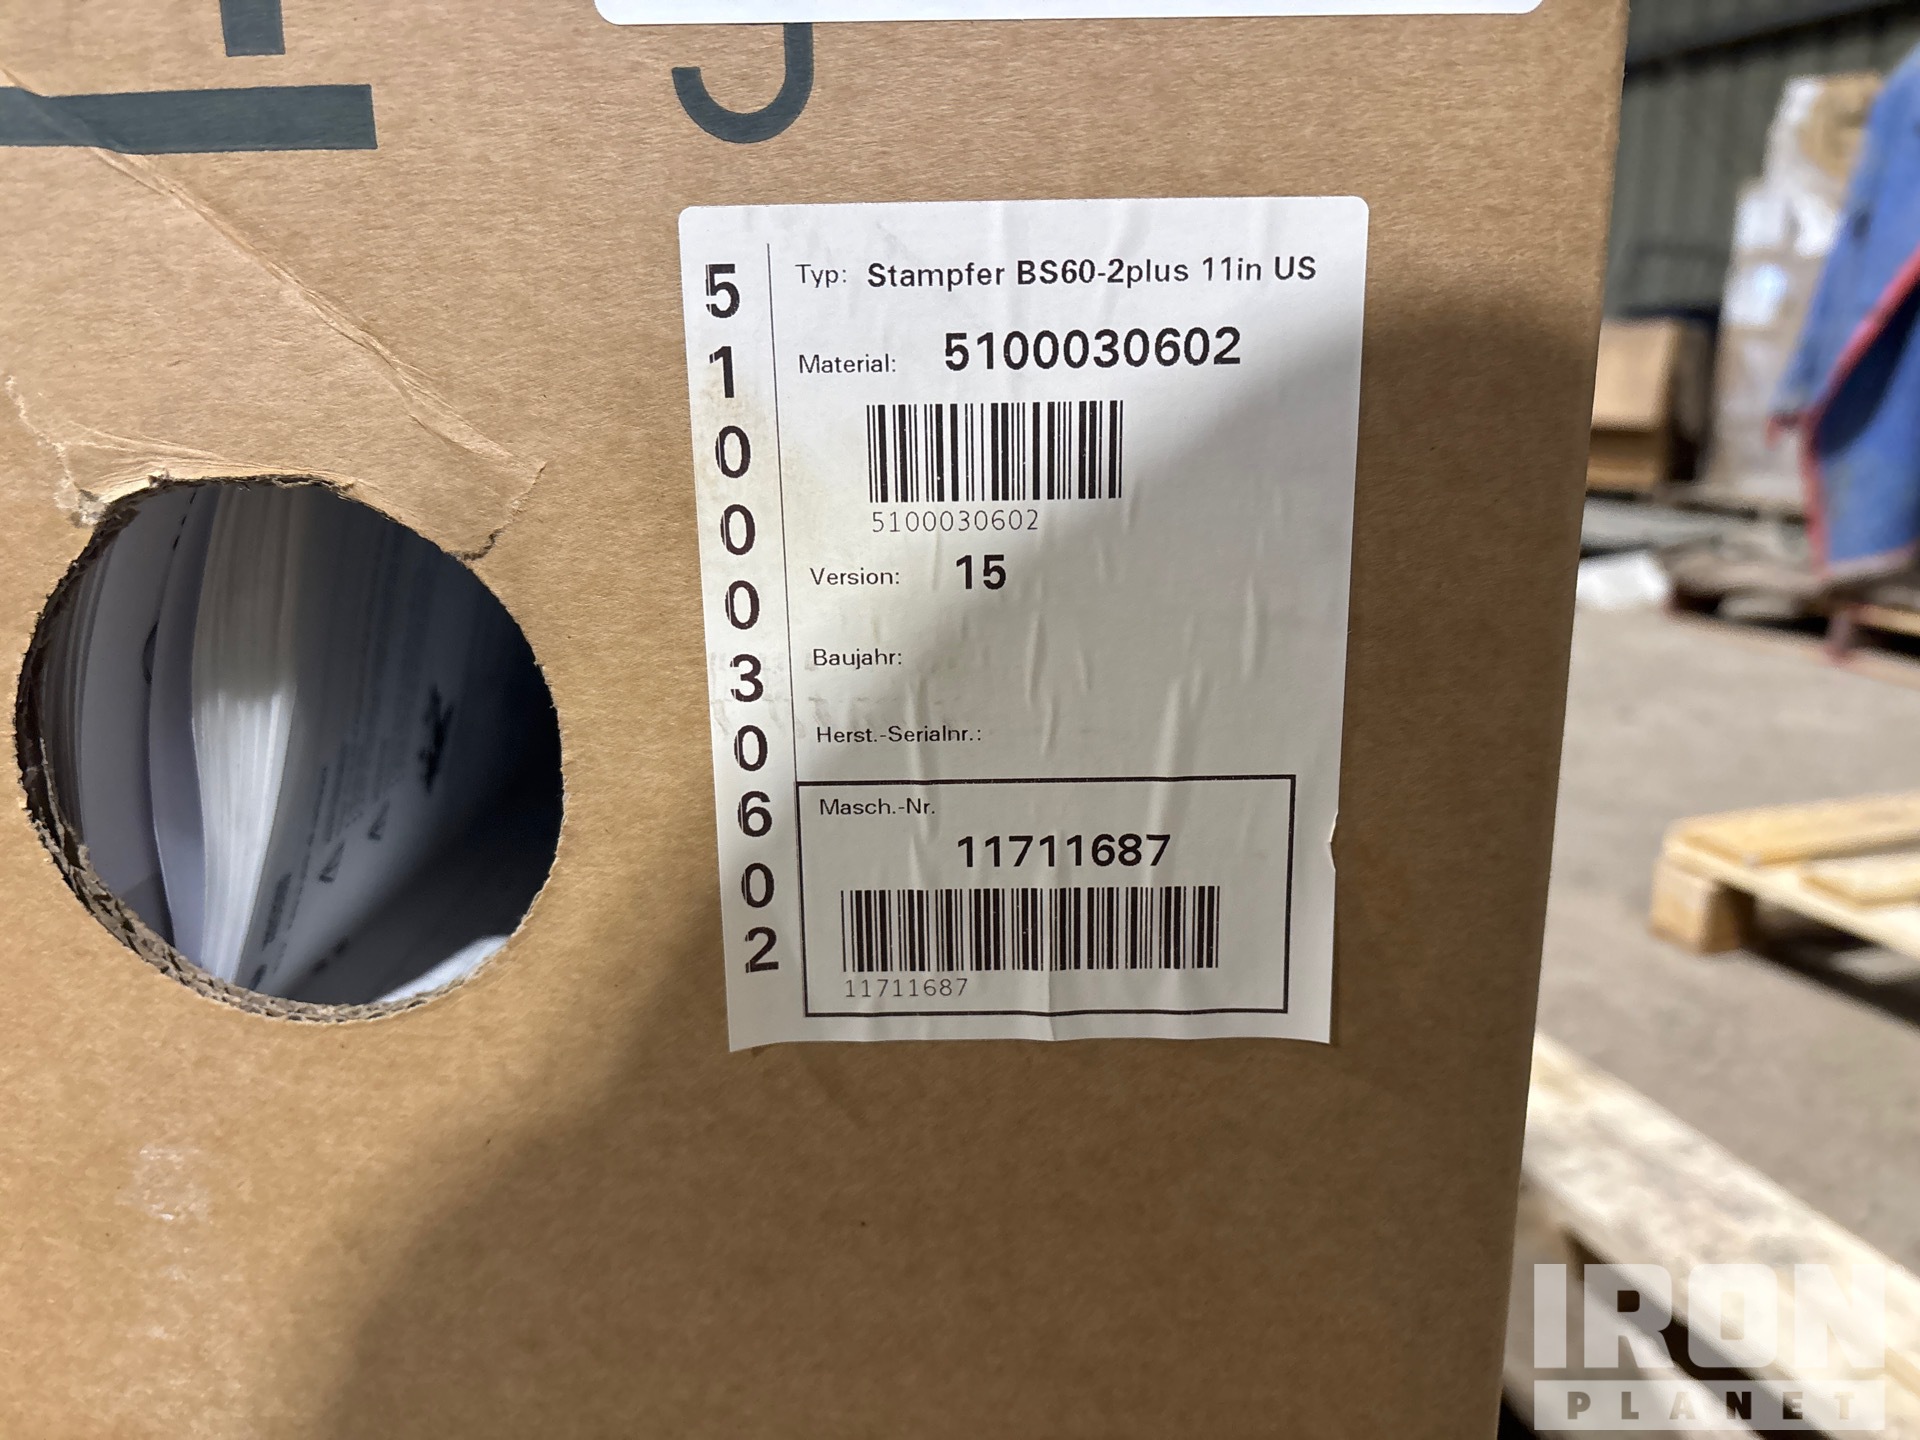 5100030602
Typ: Stampfer BS60-2plus 11in US
Material: 5100030602
5100030602
Version: 15
Baujahr:
Herst.-Serialnr.:
Masch.-Nr.
11711687
11711687
IRON
PLANET